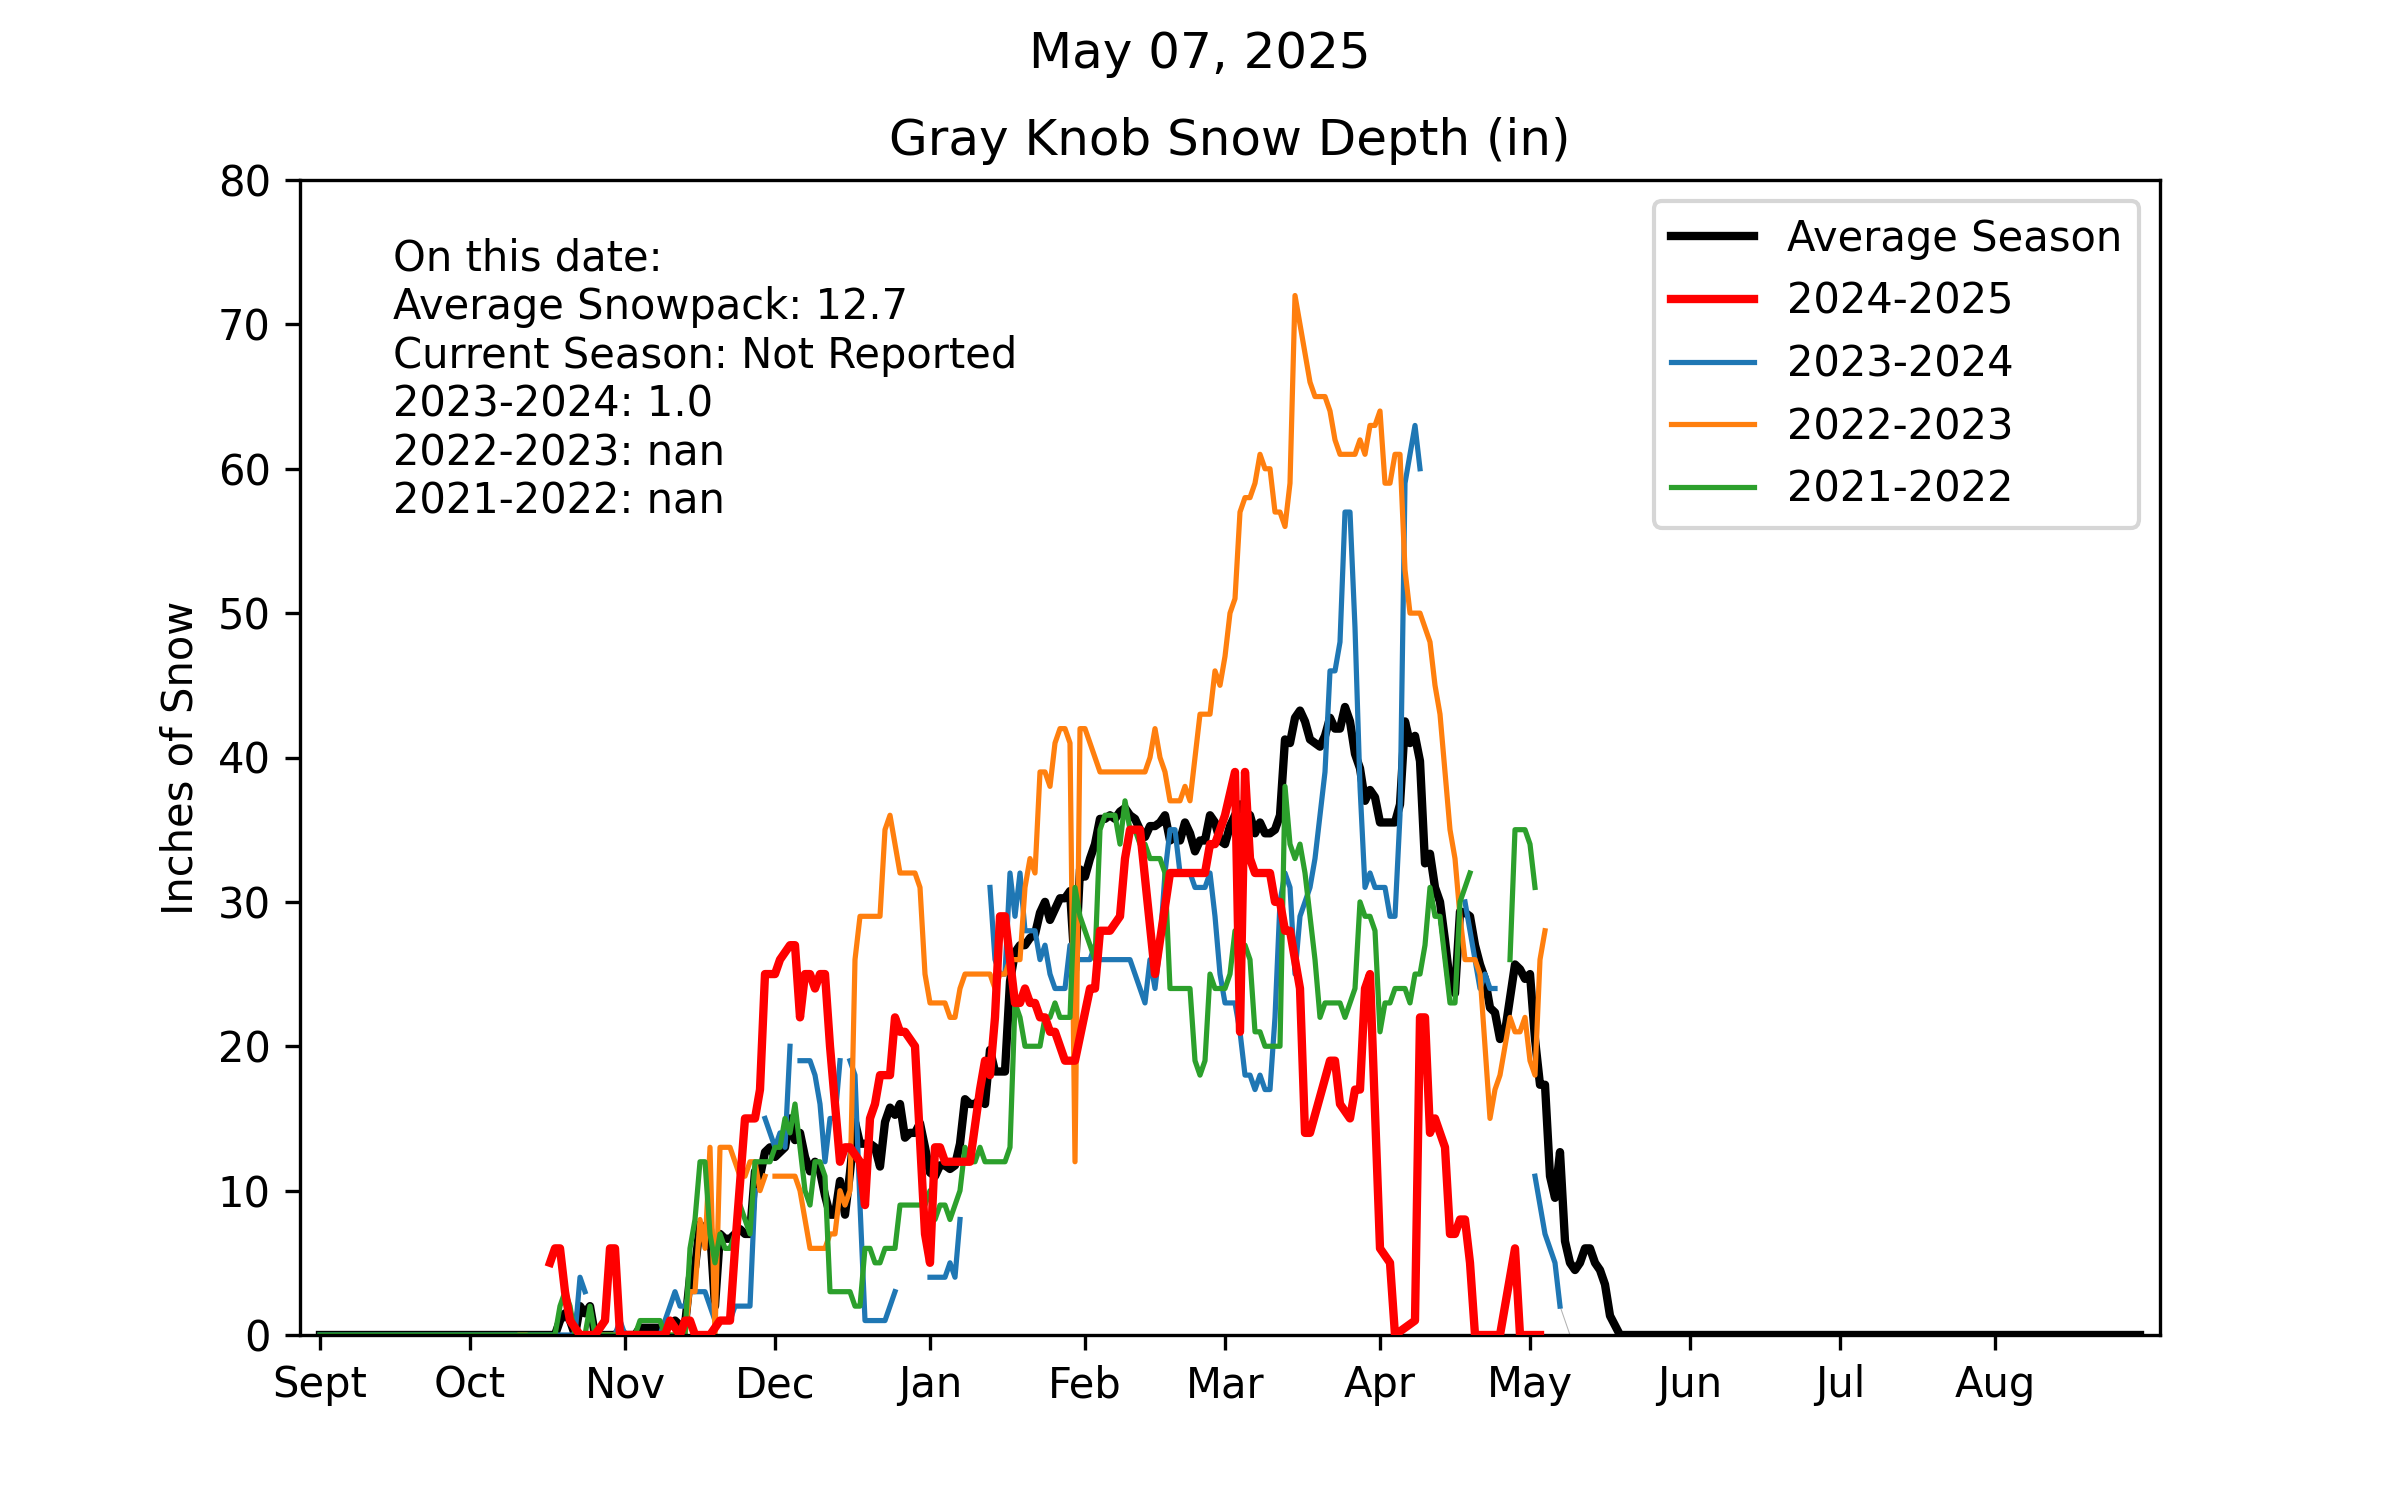 May 07, 2025
Gray Knob Snow Depth (in)
80
70
60
50
40
30
20
10
0
Inches of Snow
On this date:
Average Snowpack: 12.7
Current Season: Not Reported
2023-2024: 1.0
2022-2023: nan
2021-2022: nan
Average Season
2024-2025
2023-2024
2022-2023
2021-2022
Sept Oct Nov Dec Jan Feb Mar Apr May Jun Jul Aug